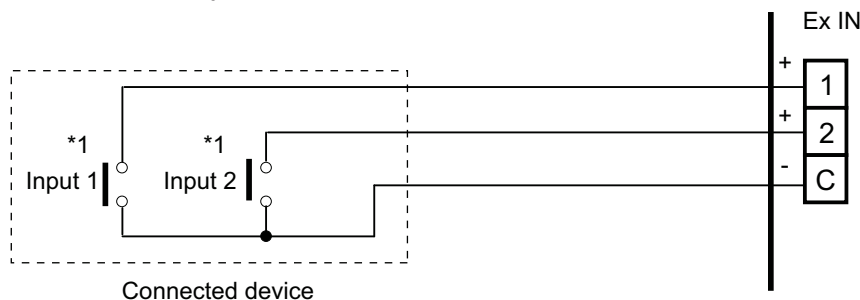 Ex IN
+
1
*1
*1
+
2
Input 1
Input 2
-
C
Connected device